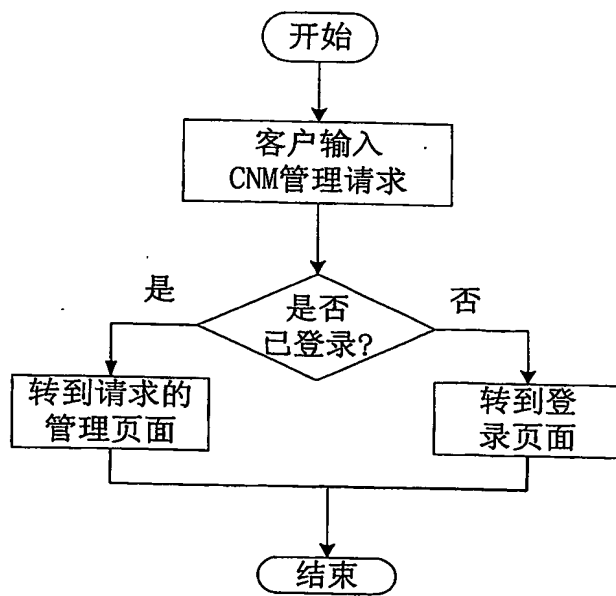 开始
客户输入
CNM管理请求
是
否
是否
已登录?
转到请求的
管理页面
转到登
录页面
结束